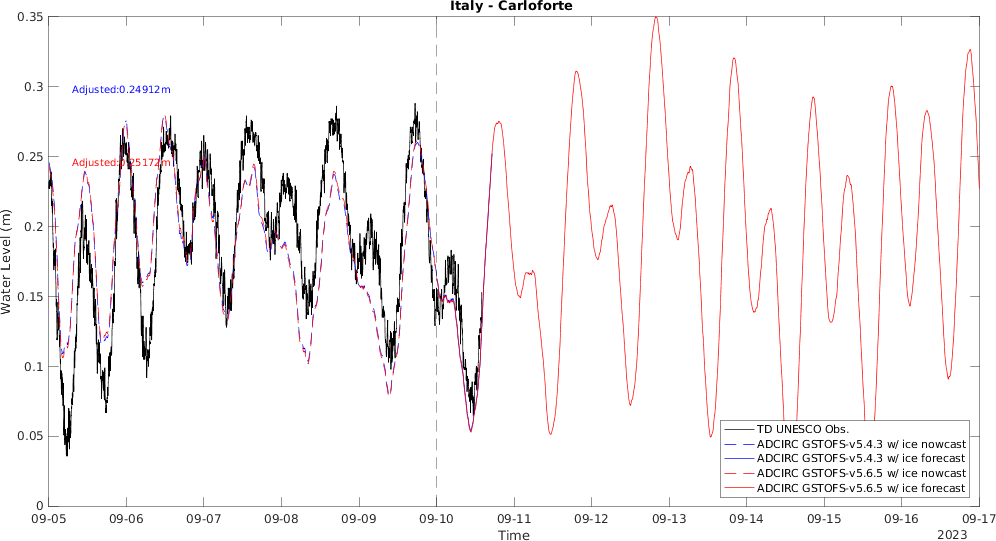 Italy - Carloforte
0.35
0.3
0.25
0.2
0.15
0.1
0.05
0
Water Level (m)
Adjusted:0.24912m
Adjusted:0.25172m
TD UNESCO Obs.
ADCIRC GSTOFS-v5.4.3 w/ ice nowcast
ADCIRC GSTOFS-v5.4.3 w/ ice forecast
ADCIRC GSTOFS-v5.6.5 w/ ice nowcast
ADCIRC GSTOFS-v5.6.5 w/ ice forecast
09-05 09-06 09-07 09-08 09-09 09-10 09-11 09-12 09-13 09-14 09-15 09-16 09-17
Time
2023